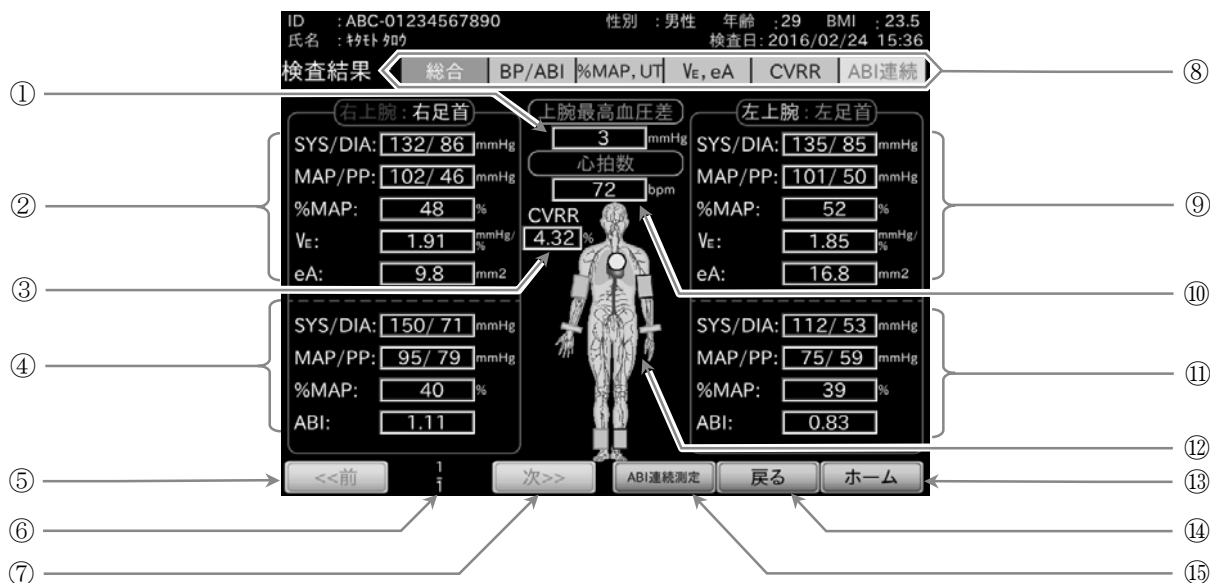 ID : ABC-01234567890 性別 : 男性 年齢 : 29 BMI : 23.5
氏名 : ｷﾀﾓﾄ ﾀﾛｳ 検査日: 2016/02/24 15:36
検査結果 総合 BP/ABI %MAP, UT VE, eA CVRR ABI連続 ⑧
①
右上腕 : 右足首 上腕最高血圧差 左上腕 : 左足首
SYS/DIA: 132/ 86 mmHg 3 mmHg SYS/DIA: 135/ 85 mmHg
心拍数
MAP/PP: 102/ 46 mmHg 72 bpm MAP/PP: 101/ 50 mmHg
② %MAP: 48 % CVRR %MAP: 52 % ⑨
VE: 1.91 mmHg/% 4.32 % VE: 1.85 mmHg/%
③ eA: 9.8 mm2 eA: 16.8 mm2 ⑩
SYS/DIA: 150/ 71 mmHg SYS/DIA: 112/ 53 mmHg
④ MAP/PP: 95/ 79 mmHg MAP/PP: 75/ 59 mmHg ⑪
%MAP: 40 % %MAP: 39 %
ABI: 1.11 ABI: 0.83
⑫
⑤ <<前 1/1 次>> ABI連続測定 戻る ホーム ⑬
⑥ ⑭
⑦ ⑮